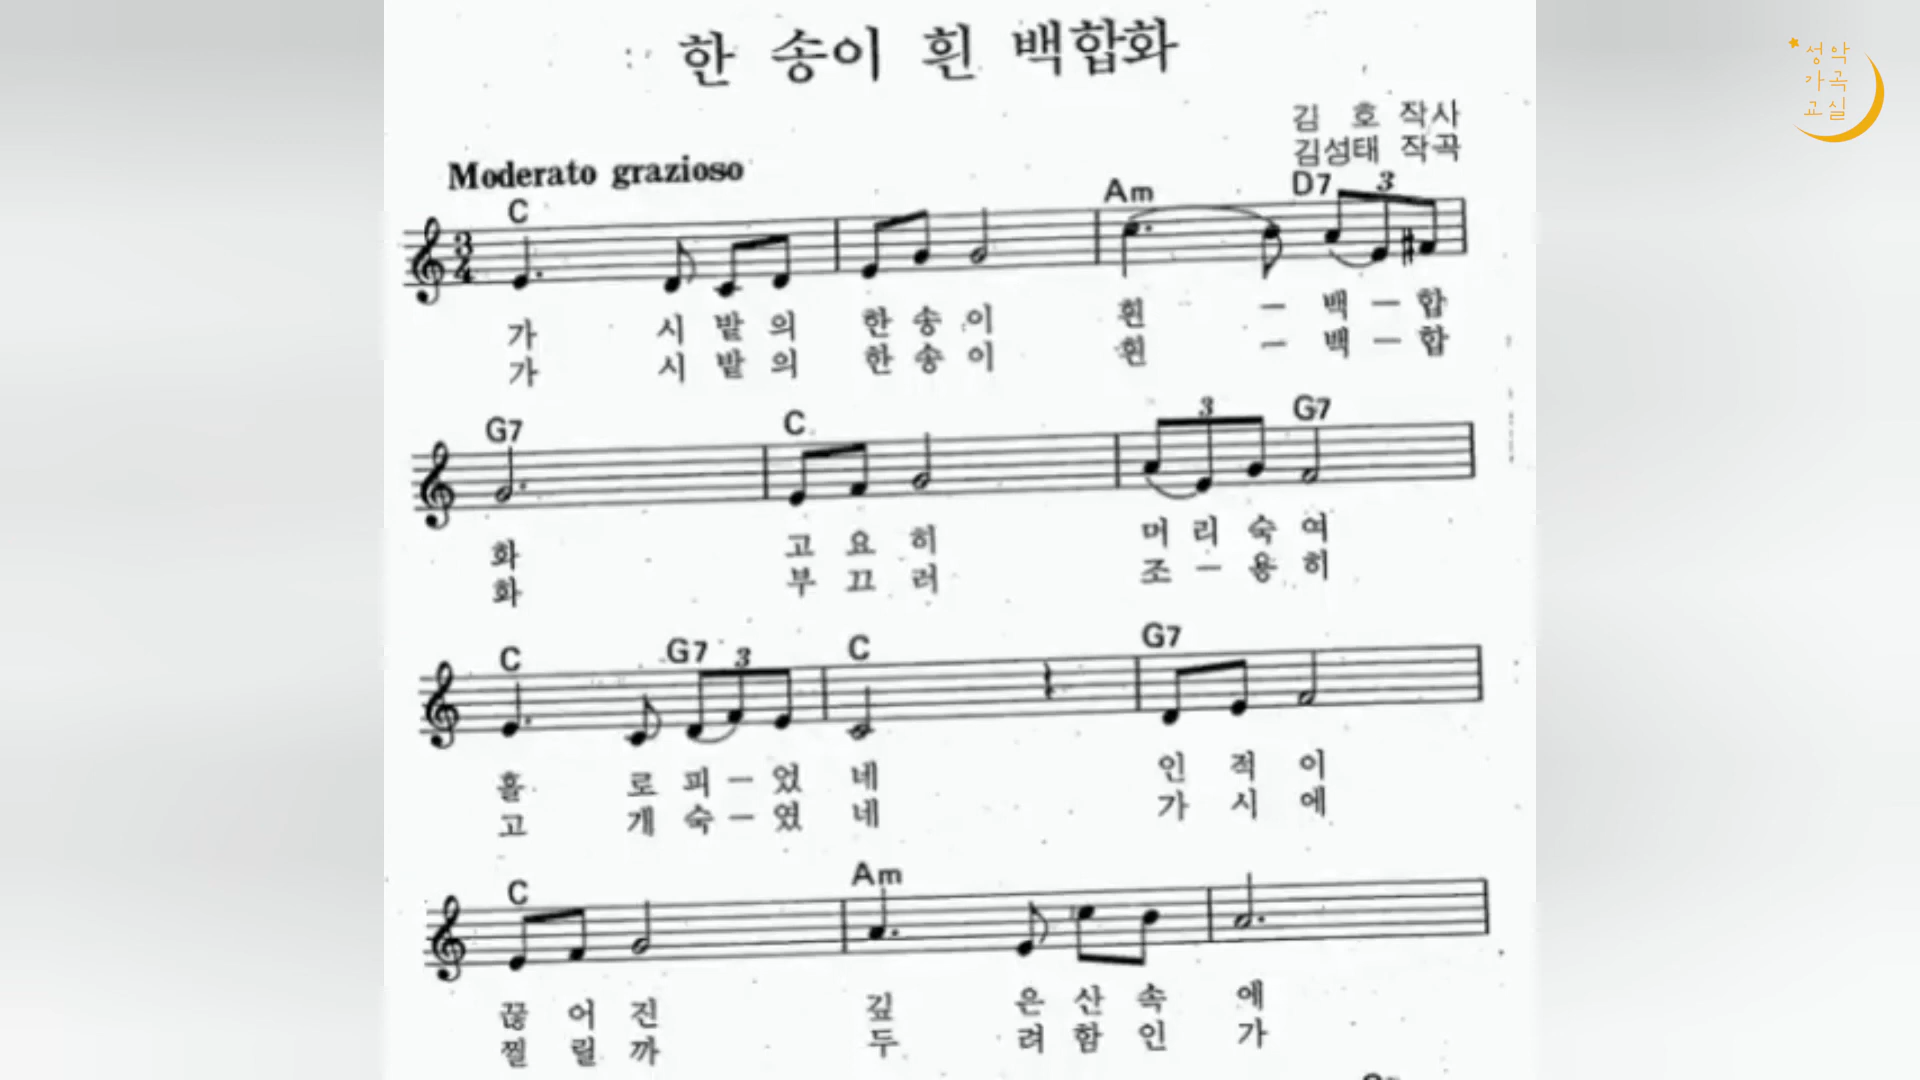 한 송이 흰 백합화
성악
가곡
교실
김 호 작사
김성태 작곡
Moderato grazioso
C Am D7 3
3
4
가 시 밭 의 한 송 이 흰 - 백 - 합
가 시 밭 의 한 송 이 흰 - 백 - 합
G7 C 3 G7
화 고 요 히 머 리 숙 여
화 부 끄 러 조 - 용 히
C G7 3 C G7
홀 로 피 - 었 네 인 적 이
고 개 숙 - 였 네 가 시 에
C Am
끊 어 진 깊 은 산 속 에
찔 릴 까 두 려 함 인 가